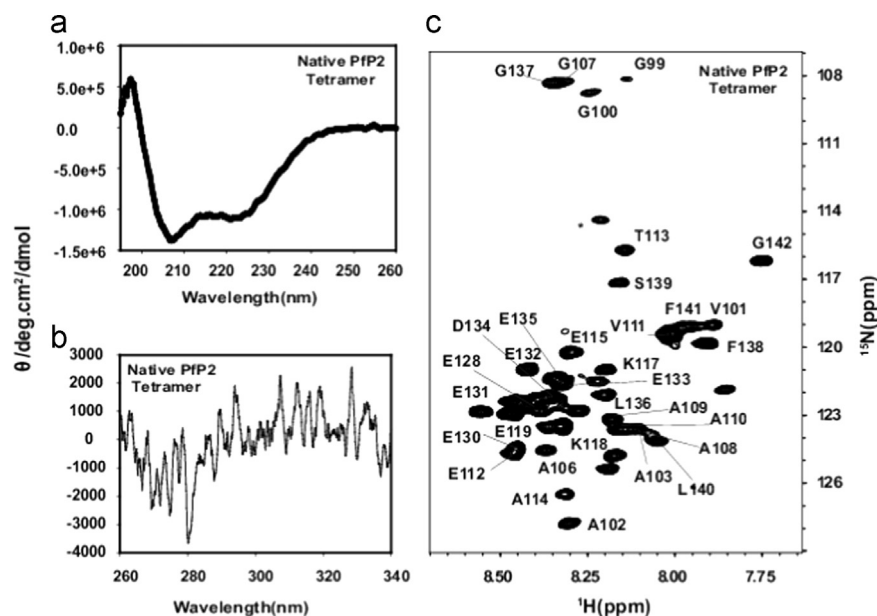 a
1.0e+6
5.0e+5
0.0
-5.0e+5
-1.0e+6
-1.5e+6
Native PfP2
Tetramer
200 210 220 230 240 250 260
Wavelength(nm)
θ/deg.cm²/dmol
b
3000
2000
1000
0
-1000
-2000
-3000
-4000
Native PfP2
Tetramer
260 280 300 320 340
Wavelength(nm)
c
Native PfP2
Tetramer
G137
G107
G99
G100
T113
G142
S139
F141
V101
V111
F138
E135
D134
E115
E132
K117
E128
E133
E131
L136
A109
A110
E119
E130
K118
A108
E112
A106
A103
L140
A114
A102
108
111
114
117
120
123
126
¹⁵N(ppm)
8.50 8.25 8.00 7.75
¹H(ppm)